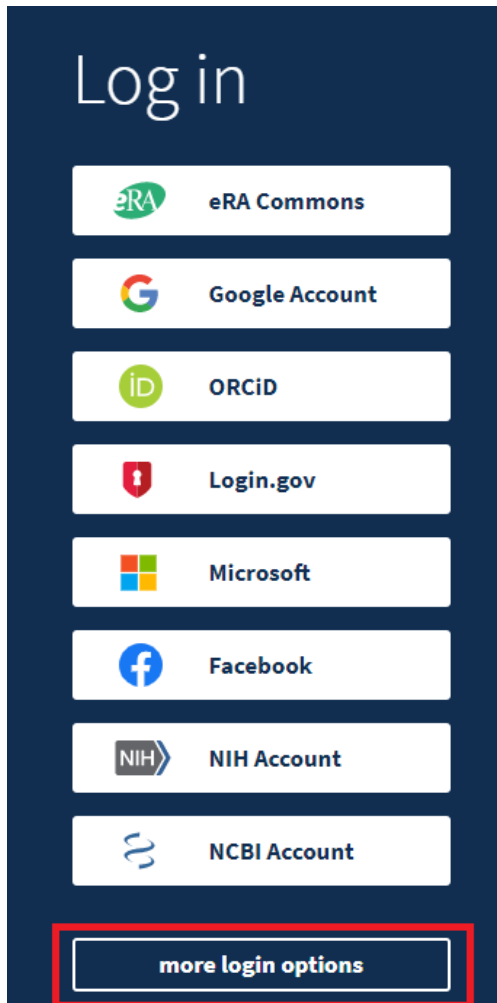 Log in
eRA eRA Commons
Google Account
iD ORCiD
Login.gov
Microsoft
Facebook
NIH NIH Account
NCBI Account
more login options